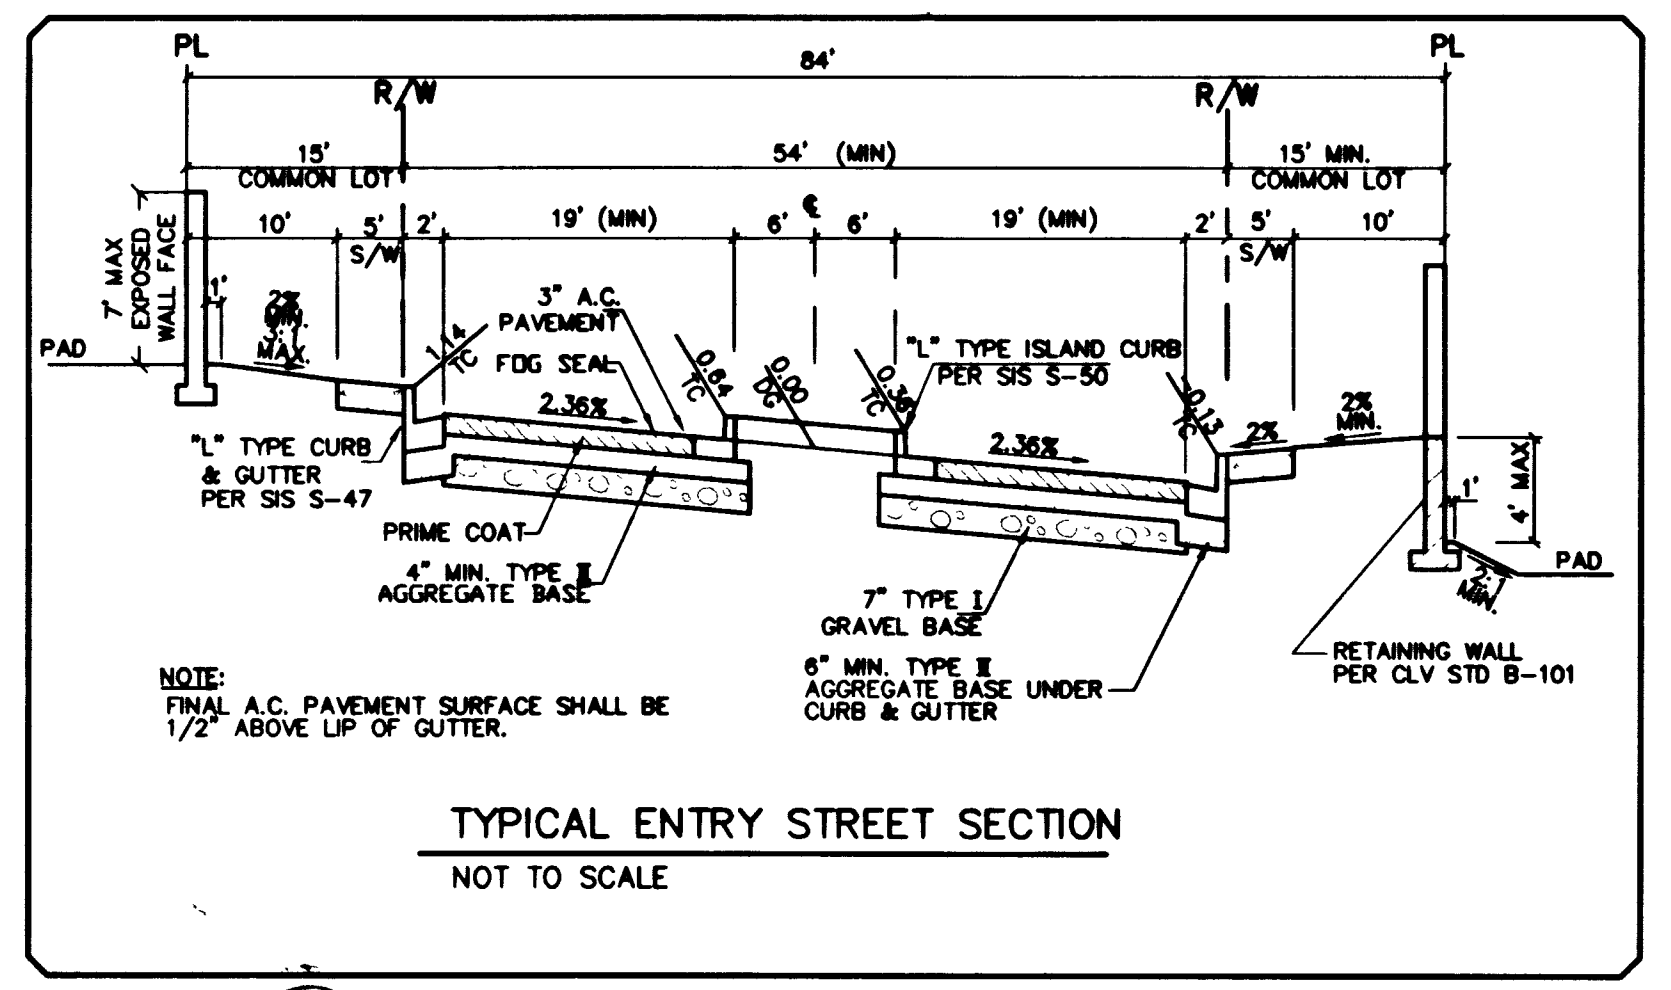 PL
PL
84'
R/W
R/W
15'
COMMON LOT
54' (MIN)
15' MIN.
COMMON LOT
10'
5'
S/W
2'
19' (MIN)
6'
℄
6'
19' (MIN)
2'
5'
S/W
10'
7' MAX
EXPOSED
WALL FACE
1'
2%
MIN.
MAX.
PAD
1.14
TC
3" A.C.
PAVEMENT
FOG SEAL
2.36%
0.64
TC
0.00
DG
TC
"L" TYPE ISLAND CURB
PER SIS S-50
-0.13
TC
2%
2%
MIN.
2.36%
4' MAX
1'
PAD
2:1
MIN.
"L" TYPE CURB
& GUTTER
PER SIS S-47
PRIME COAT
4" MIN. TYPE II
AGGREGATE BASE
7" TYPE I
GRAVEL BASE
6" MIN. TYPE II
AGGREGATE BASE UNDER
CURB & GUTTER
RETAINING WALL
PER CLV STD B-101
NOTE:
FINAL A.C. PAVEMENT SURFACE SHALL BE
1/2" ABOVE LIP OF GUTTER.
TYPICAL ENTRY STREET SECTION
NOT TO SCALE